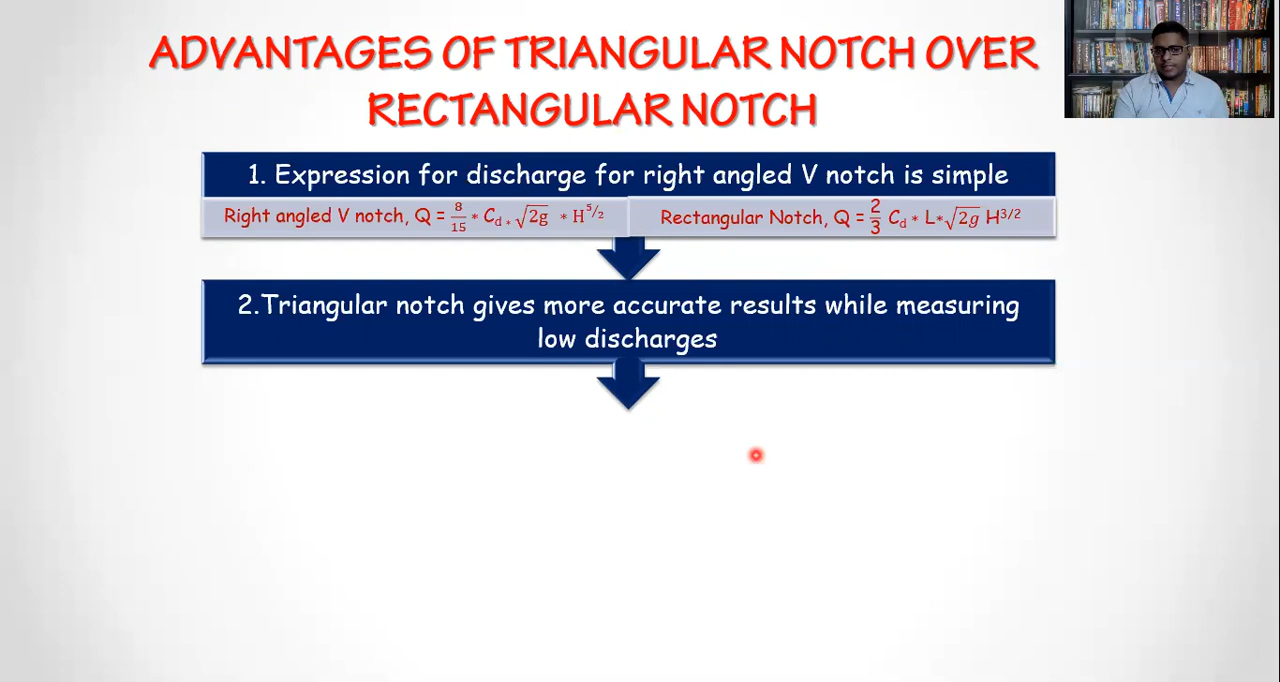 ADVANTAGES OF TRIANGULAR NOTCH OVER
RECTANGULAR NOTCH
1. Expression for discharge for right angled V notch is simple
Right angled V notch, Q = 8/15 * Cd * √2g * H^5/2
Rectangular Notch, Q = 2/3 Cd * L*√2g H^3/2
2.Triangular notch gives more accurate results while measuring
low discharges